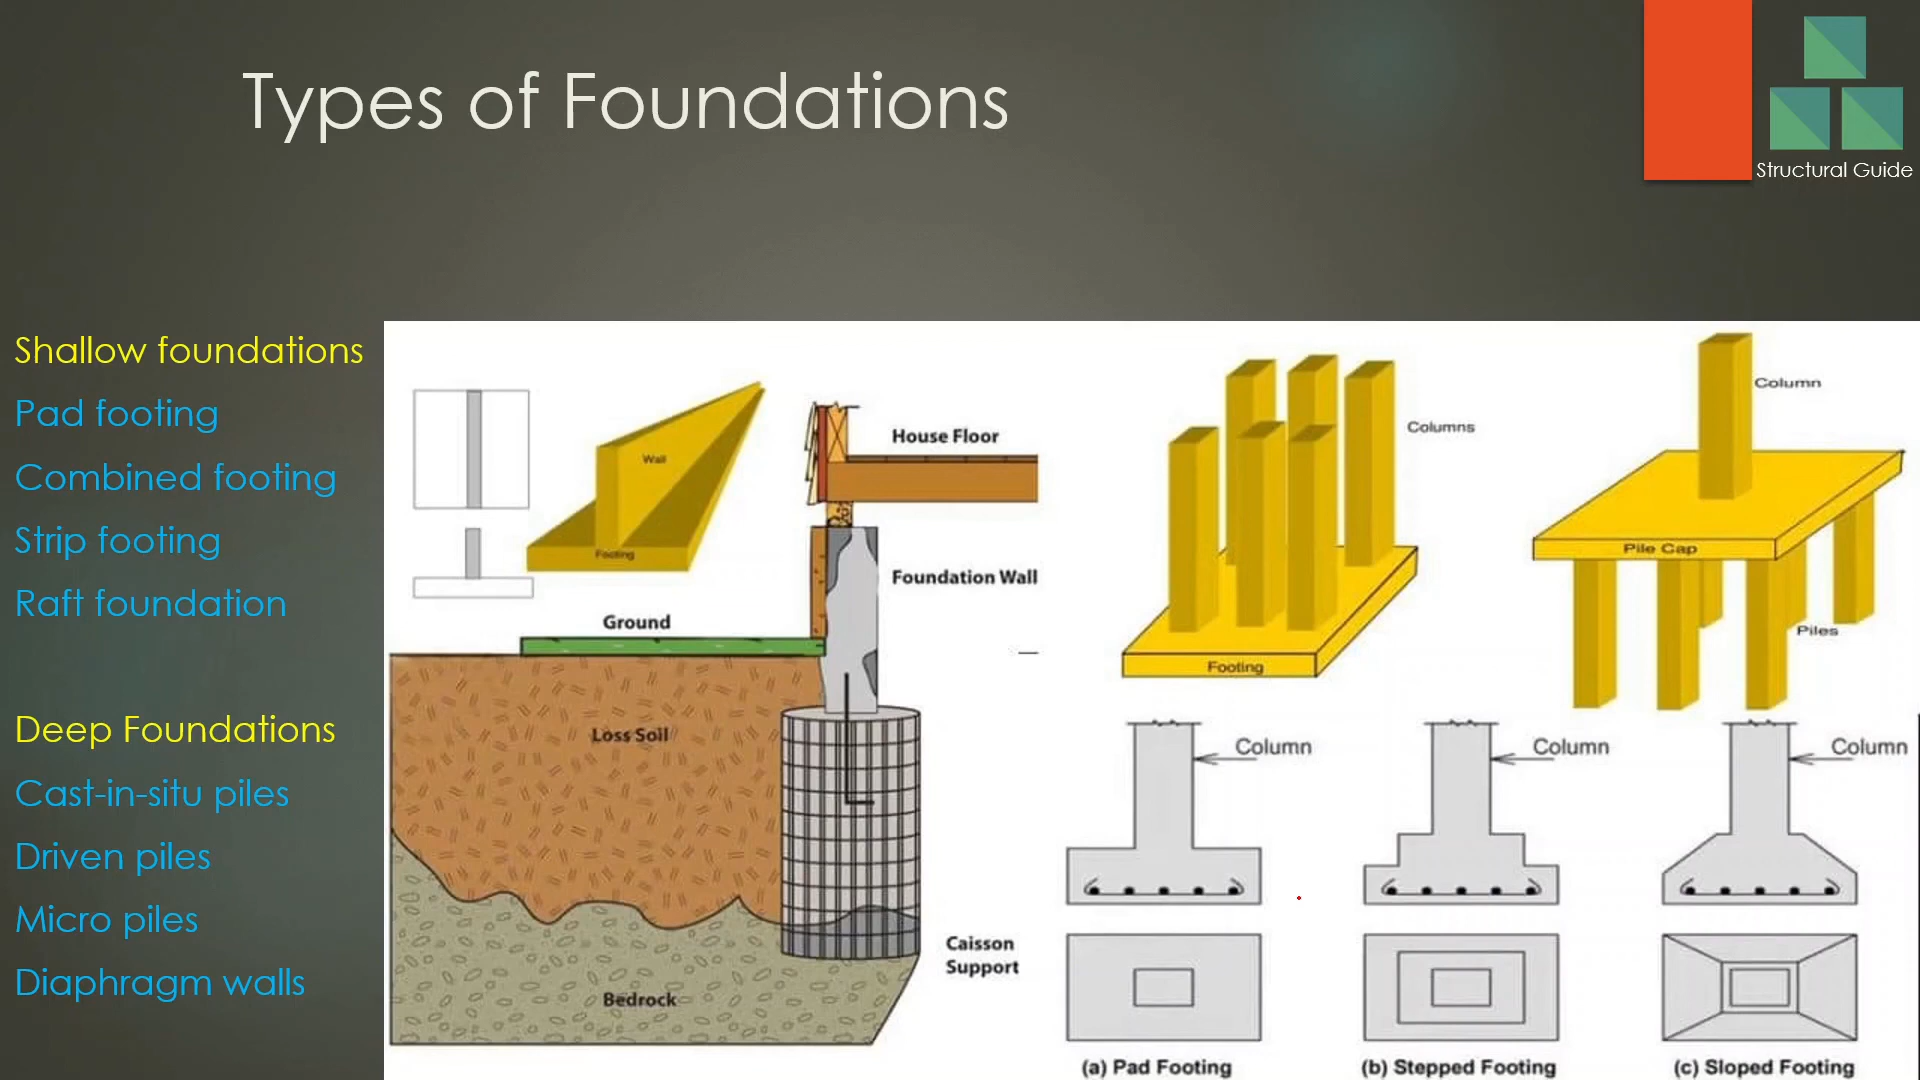 Types of Foundations
Structural Guide
Shallow foundations
Pad footing
Combined footing
Strip footing
Raft foundation
Deep Foundations
Cast-in-situ piles
Driven piles
Micro piles
Diaphragm walls
Wall
Footing
House Floor
Foundation Wall
Ground
Loss Soil
Caisson
Support
Bedrock
Columns
Footing
Column
Pile Cap
Piles
Column
Column
Column
(a) Pad Footing
(b) Stepped Footing
(c) Sloped Footing